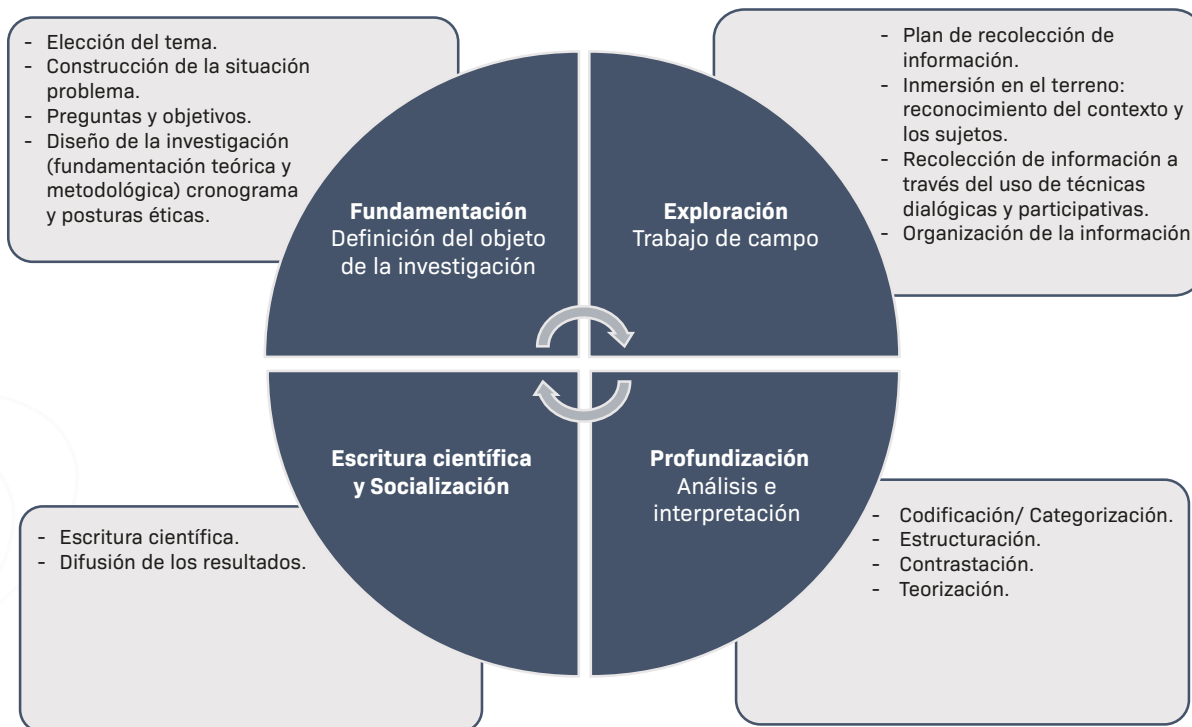 - Elección del tema.
- Construcción de la situación
problema.
- Preguntas y objetivos.
- Diseño de la investigación
(fundamentación teórica y
metodológica) cronograma
y posturas éticas.
- Plan de recolección de
información.
- Inmersión en el terreno:
reconocimiento del contexto y
los sujetos.
- Recolección de información a
través del uso de técnicas
dialógicas y participativas.
- Organización de la información
Fundamentación
Definición del objeto
de la investigación
Exploración
Trabajo de campo
Escritura científica
y Socialización
Profundización
Análisis e
interpretación
- Escritura científica.
- Difusión de los resultados.
- Codificación/ Categorización.
- Estructuración.
- Contrastación.
- Teorización.